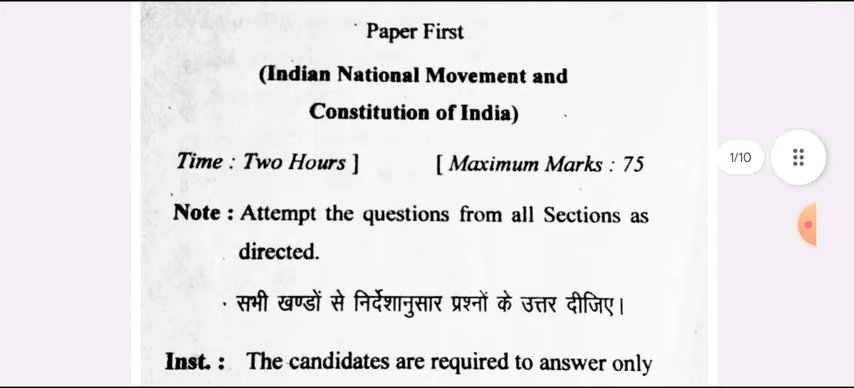 Paper First
(Indian National Movement and
Constitution of India)
Time : Two Hours ] [ Maximum Marks : 75
1/10
Note : Attempt the questions from all Sections as
directed.
सभी खण्डों से निर्देशानुसार प्रश्नों के उत्तर दीजिए।
Inst. : The candidates are required to answer only